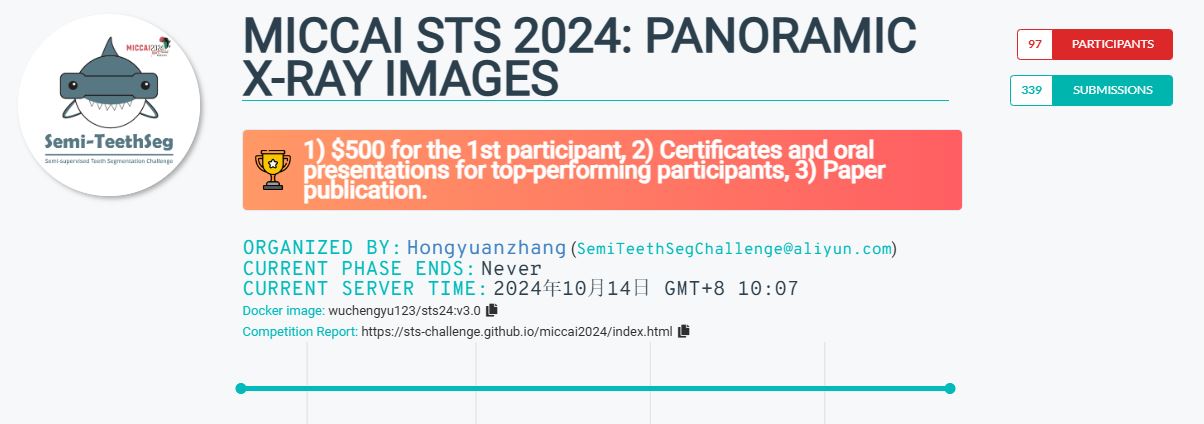 MICCAI2024
Semi-TeethSeg
Semi-supervised Teeth Segmentation Challenge
MICCAI STS 2024: PANORAMIC
X-RAY IMAGES
97 PARTICIPANTS
339 SUBMISSIONS
1) $500 for the 1st participant, 2) Certificates and oral
presentations for top-performing participants, 3) Paper
publication.
ORGANIZED BY: Hongyuanzhang (SemiTeethSegChallenge@aliyun.com)
CURRENT PHASE ENDS: Never
CURRENT SERVER TIME: 2024年10月14日 GMT+8 10:07
Docker image: wuchengyu123/sts24:v3.0
Competition Report: https://sts-challenge.github.io/miccai2024/index.html